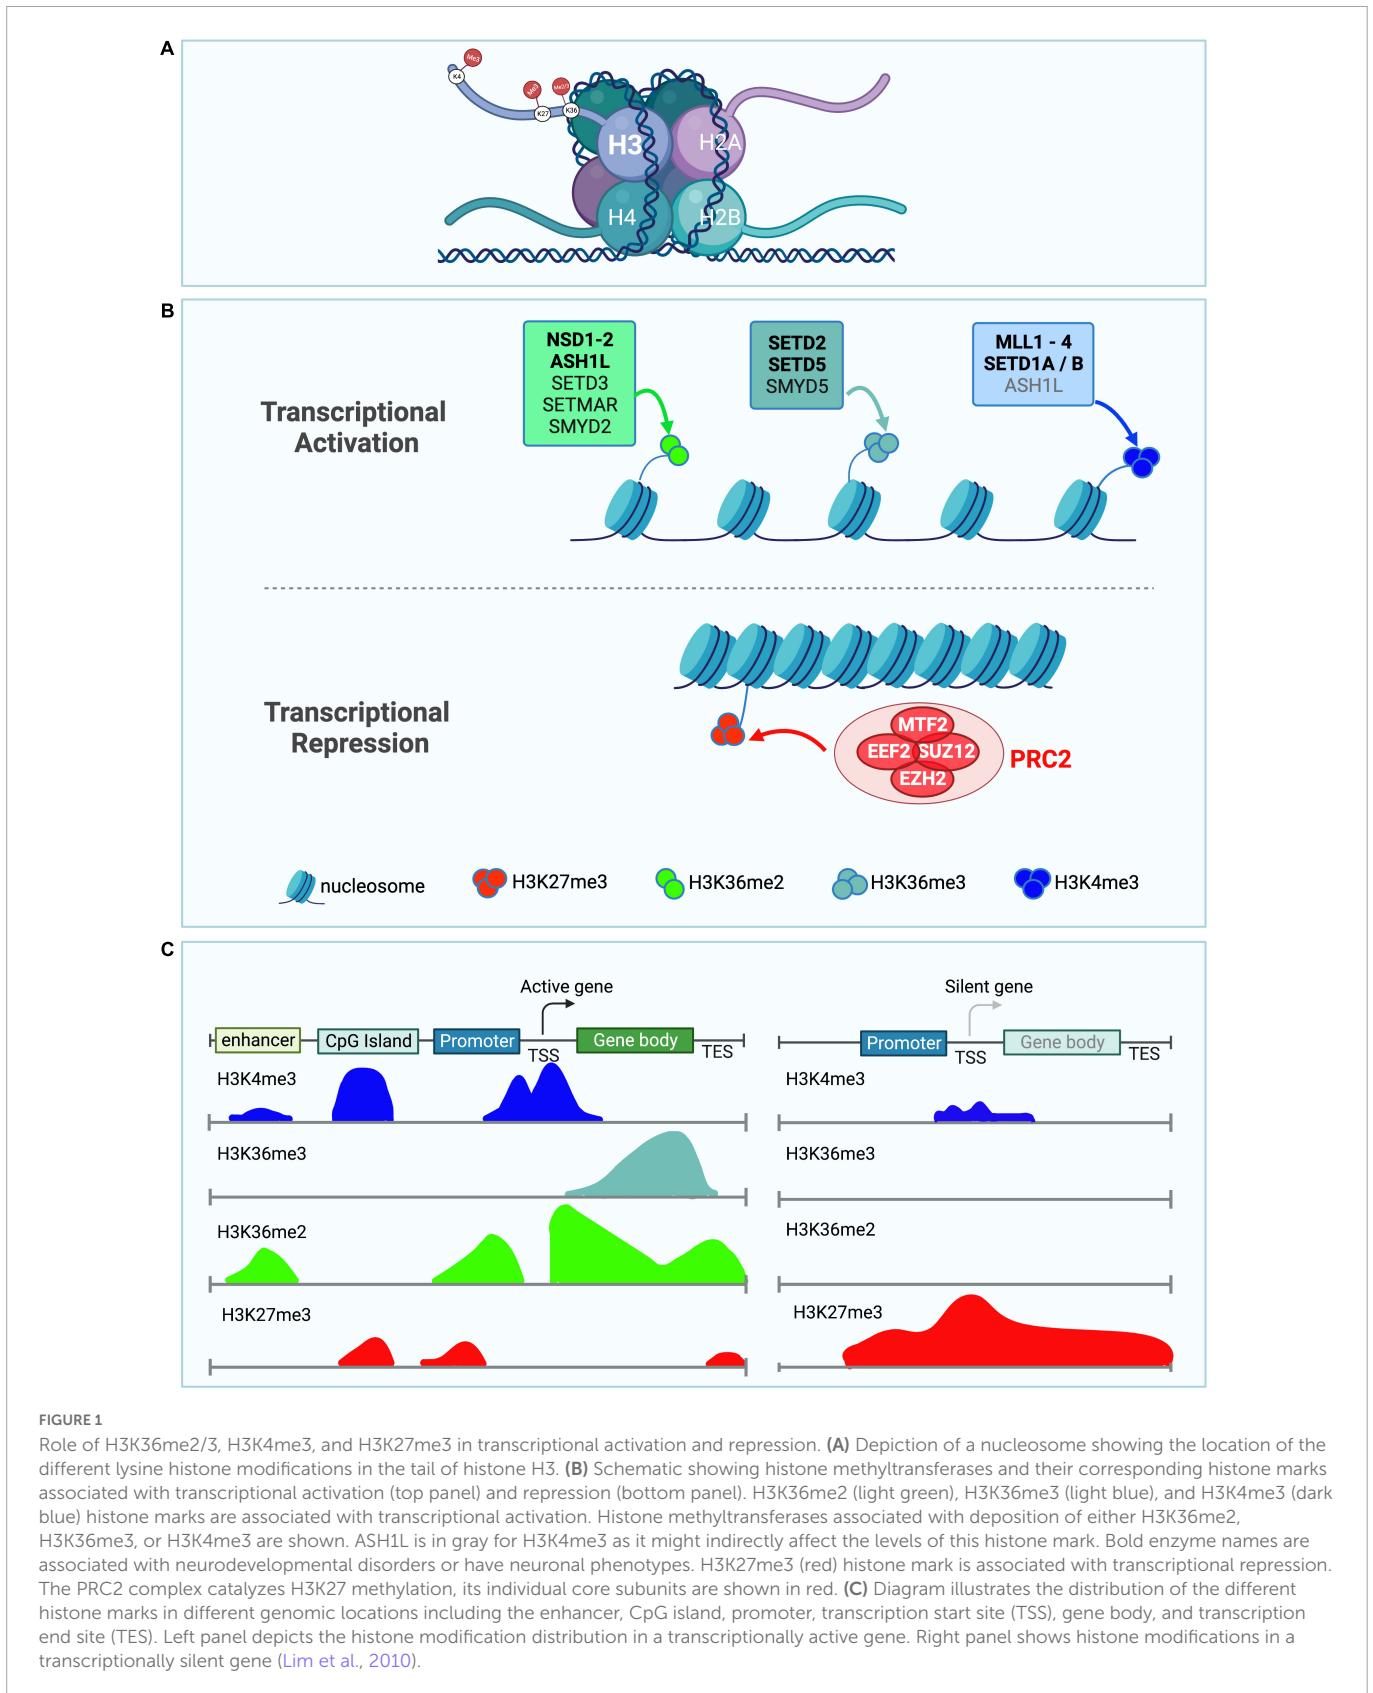 A
Me3
K4
Me3
Me2/3
K27
K36
H3
H2A
H4
H2B
B
NSD1-2
ASH1L
SETD3
SETMAR
SMYD2
SETD2
SETD5
SMYD5
MLL1 - 4
SETD1A / B
ASH1L
Transcriptional
Activation
Transcriptional
Repression
MTF2
EEF2 SUZ12
EZH2
PRC2
nucleosome
H3K27me3
H3K36me2
H3K36me3
H3K4me3
C
Active gene
enhancer
CpG Island
Promoter
TSS
Gene body
TES
H3K4me3
H3K36me3
H3K36me2
H3K27me3
Silent gene
Promoter
TSS
Gene body
TES
H3K4me3
H3K36me3
H3K36me2
H3K27me3
FIGURE 1
Role of H3K36me2/3, H3K4me3, and H3K27me3 in transcriptional activation and repression. (A) Depiction of a nucleosome showing the location of the
different lysine histone modifications in the tail of histone H3. (B) Schematic showing histone methyltransferases and their corresponding histone marks
associated with transcriptional activation (top panel) and repression (bottom panel). H3K36me2 (light green), H3K36me3 (light blue), and H3K4me3 (dark
blue) histone marks are associated with transcriptional activation. Histone methyltransferases associated with deposition of either H3K36me2,
H3K36me3, or H3K4me3 are shown. ASH1L is in gray for H3K4me3 as it might indirectly affect the levels of this histone mark. Bold enzyme names are
associated with neurodevelopmental disorders or have neuronal phenotypes. H3K27me3 (red) histone mark is associated with transcriptional repression.
The PRC2 complex catalyzes H3K27 methylation, its individual core subunits are shown in red. (C) Diagram illustrates the distribution of the different
histone marks in different genomic locations including the enhancer, CpG island, promoter, transcription start site (TSS), gene body, and transcription
end site (TES). Left panel depicts the histone modification distribution in a transcriptionally active gene. Right panel shows histone modifications in a
transcriptionally silent gene (Lim et al., 2010).